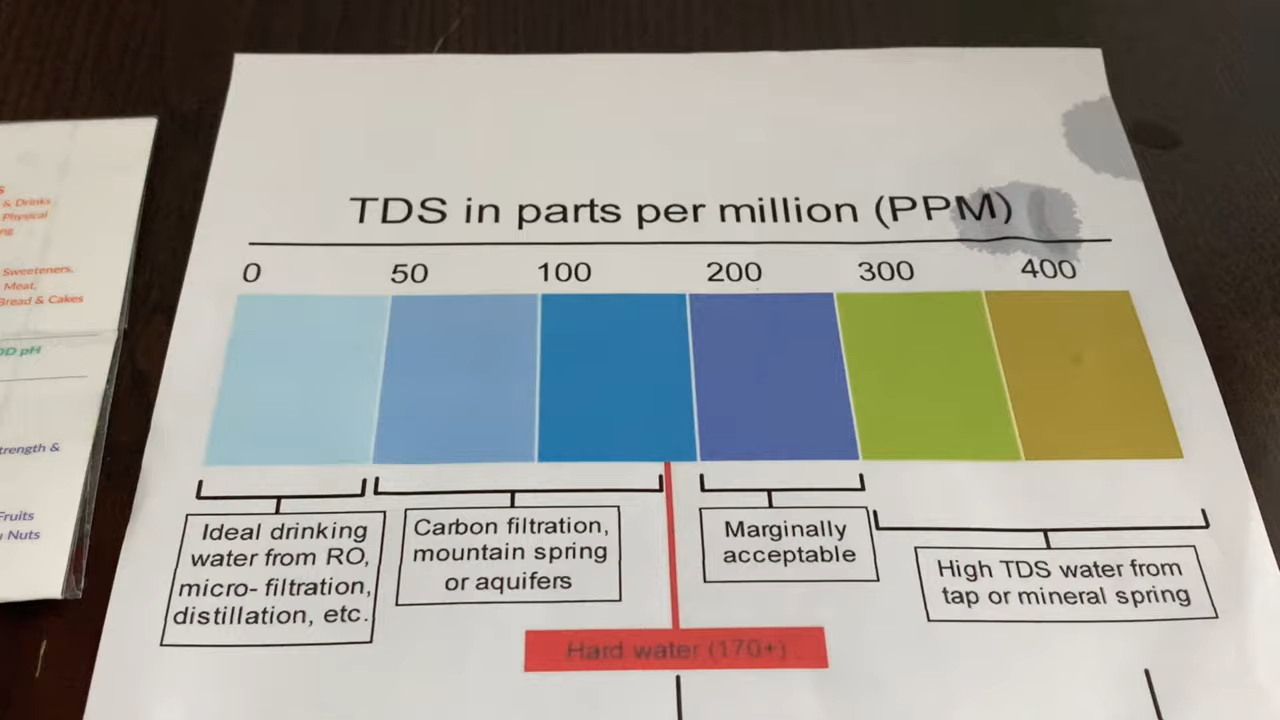 & Drinks
Physical
Sweeteners,
Meat,
Bread & Cakes
pH
&
Fruits
Nuts
TDS in parts per million (PPM)
0 50 100 200 300 400
Ideal drinking
water from RO,
micro- filtration,
distillation, etc.
Carbon filtration,
mountain spring
or aquifers
Marginally
acceptable
High TDS water from
tap or mineral spring
Hard water (170+)